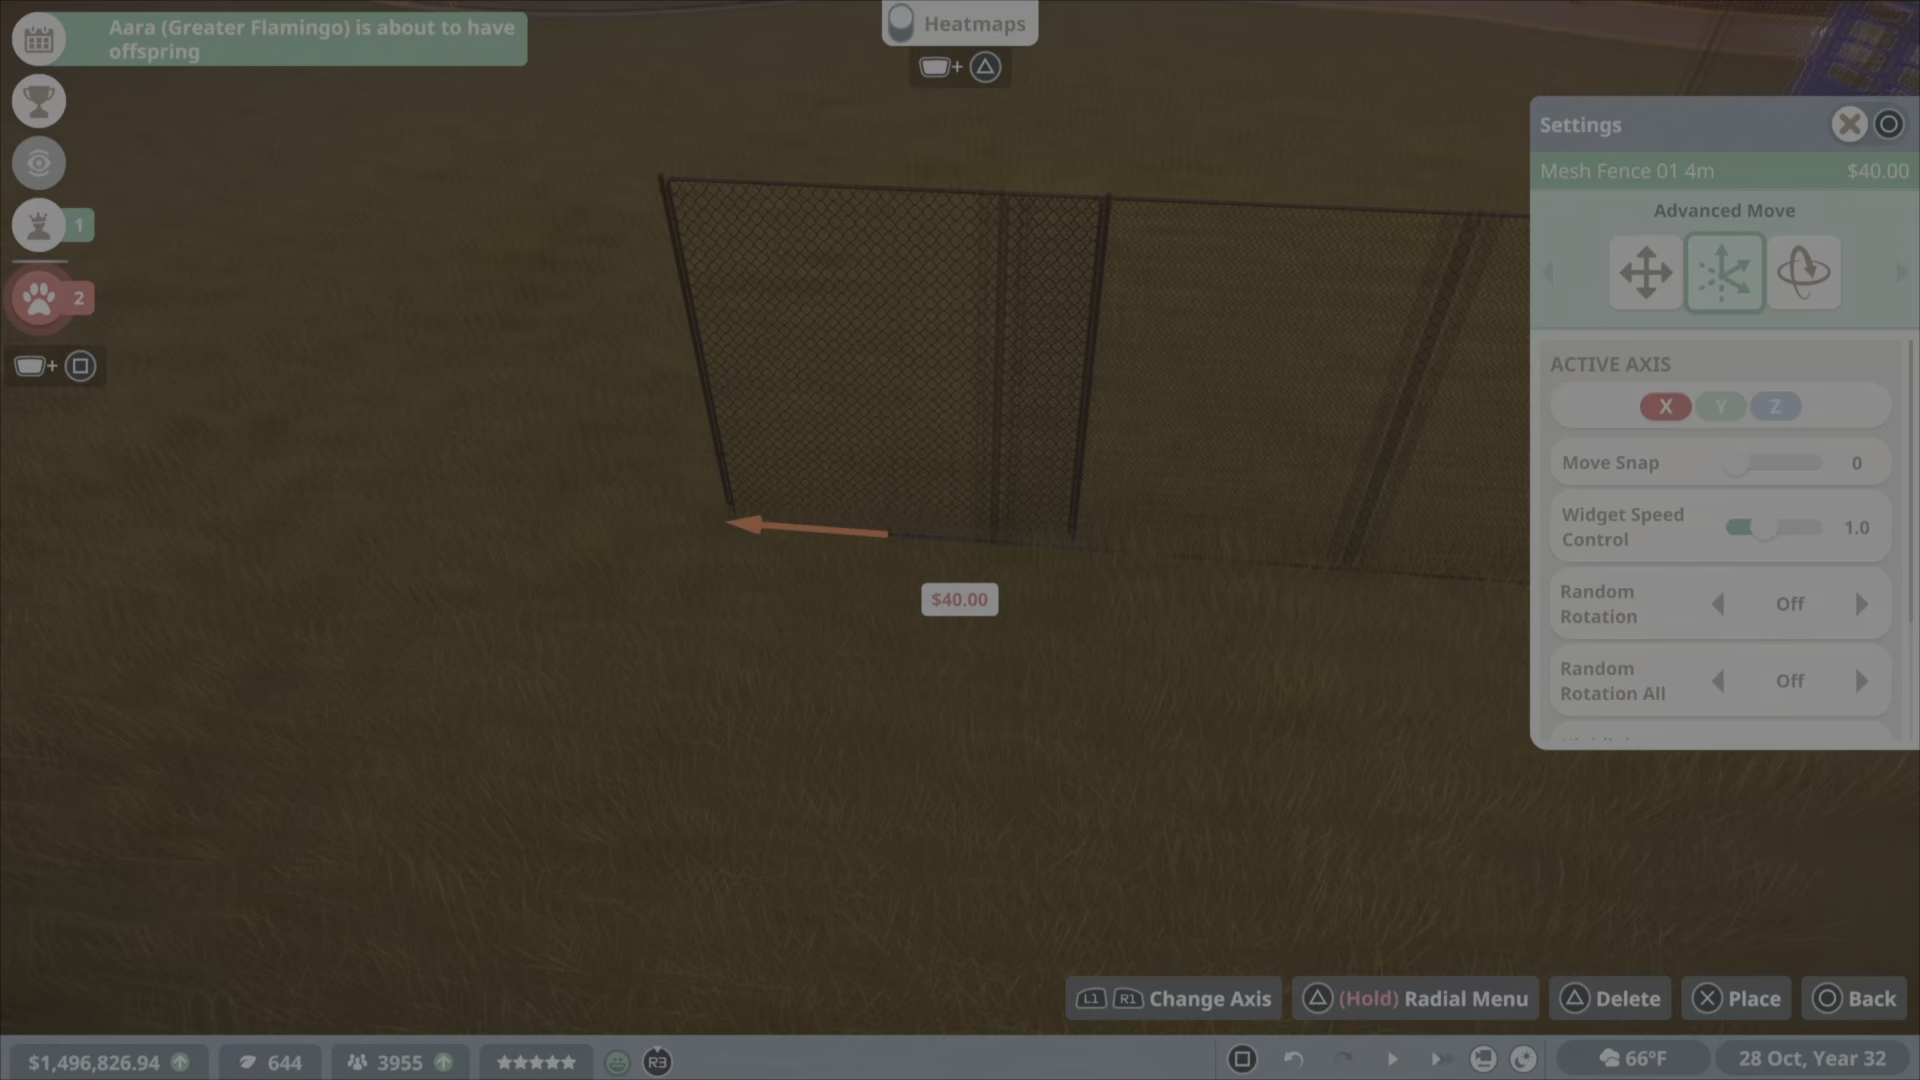 Aara (Greater Flamingo) is about to have
offspring
Heatmaps
+
1
2
+
Settings
Mesh Fence 01 4m $40.00
Advanced Move
ACTIVE AXIS
X Y Z
Move Snap 0
Widget Speed
Control 1.0
Random
Rotation Off
Random
Rotation All Off
$40.00
L1 R1 Change Axis (Hold) Radial Menu Delete Place Back
$1,496,826.94 644 3955 R3 66°F 28 Oct, Year 32